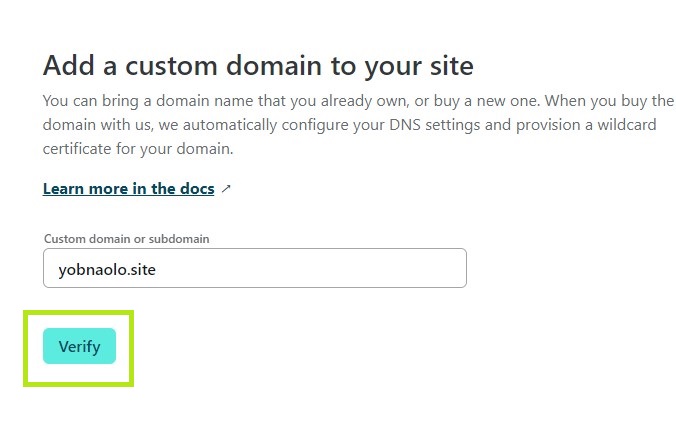 Add a custom domain to your site
You can bring a domain name that you already own, or buy a new one. When you buy the
domain with us, we automatically configure your DNS settings and provision a wildcard
certificate for your domain.
Learn more in the docs ↗
Custom domain or subdomain
yobnaolo.site
Verify